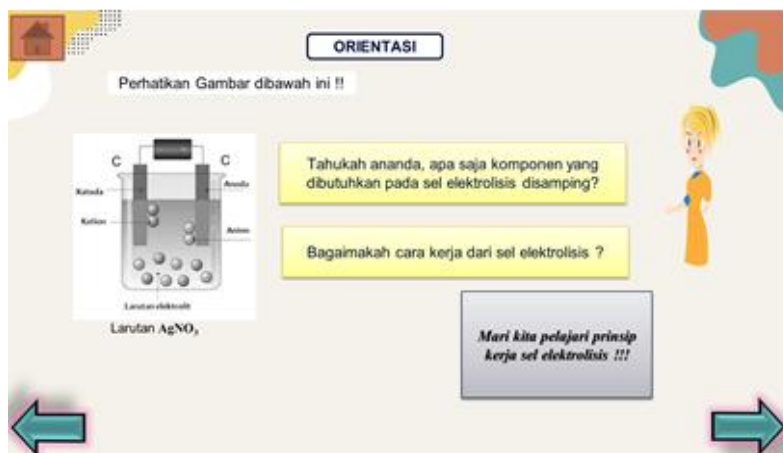 ORIENTASI
Perhatikan Gambar dibawah ini !!
C
C
Katoda
Anoda
Kation
Anion
Larutan elektrolit
Larutan AgNO₃
Tahukah ananda, apa saja komponen yang
dibutuhkan pada sel elektrolisis disamping?
Bagaimakah cara kerja dari sel elektrolisis ?
Mari kita pelajari prinsip
kerja sel elektrolisis !!!